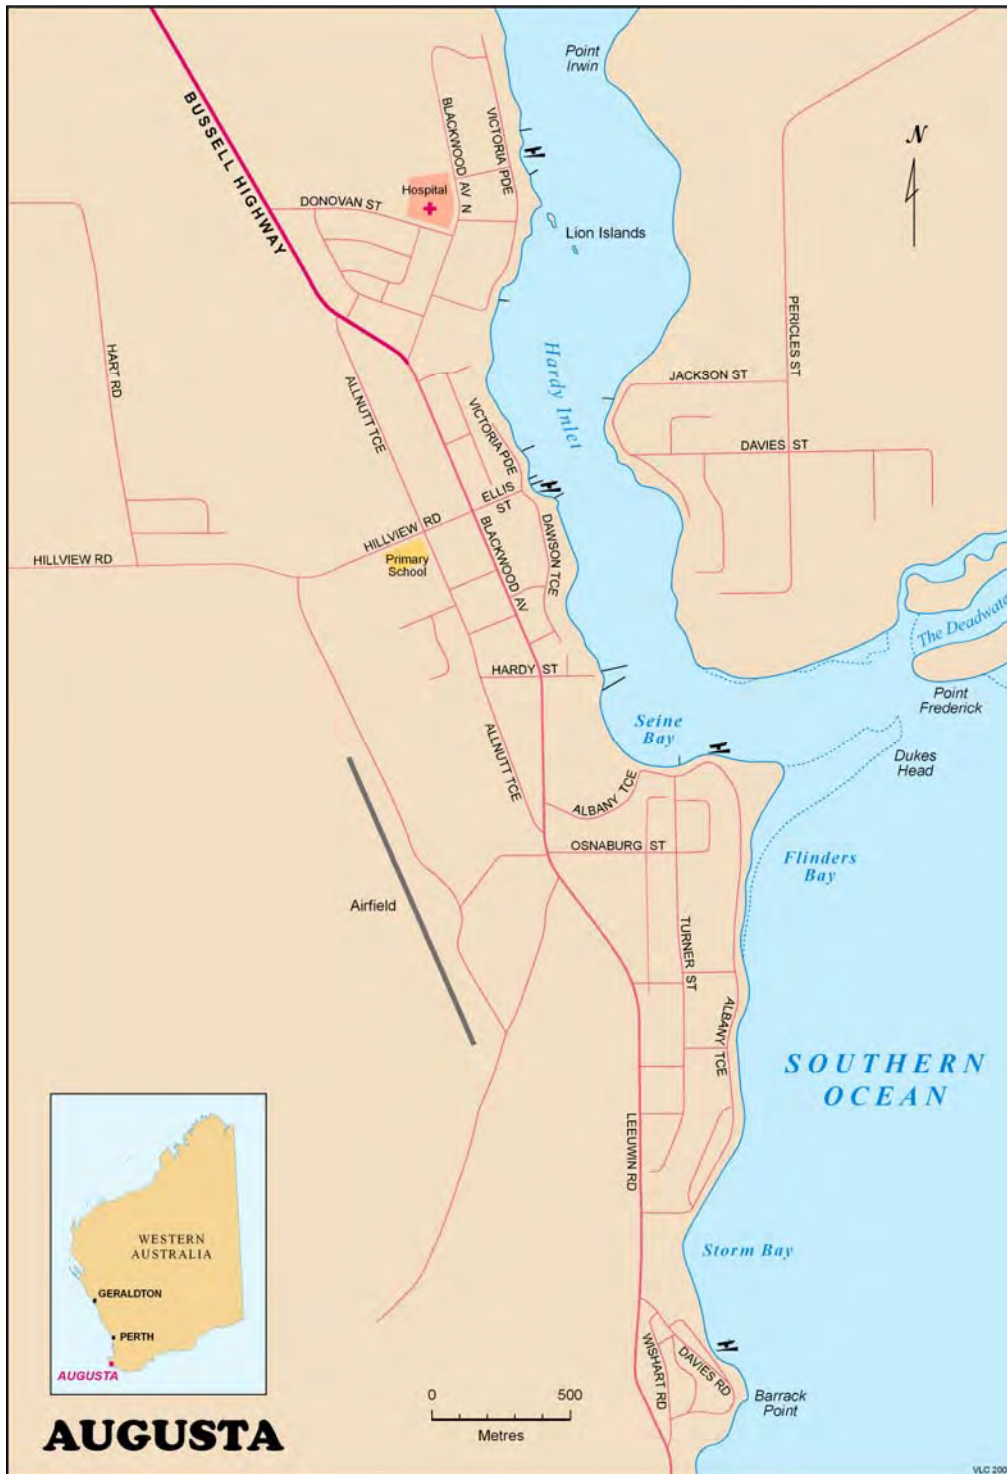 Point
Irwin
BUSSELL HIGHWAY
BLACKWOOD AV N
VICTORIA PDE
N
Hospital
DONOVAN ST
Lion Islands
PERICLES ST
HART RD
Hardy Inlet
JACKSON ST
ALLNUTT TCE
VICTORIA PDE
DAVIES ST
ELLIS
ST
HILLVIEW RD
BLACKWOOD AV
DAWSON TCE
HILLVIEW RD
Primary
School
The Deadwater
HARDY ST
Point
Frederick
Seine
Bay
ALLNUTT TCE
Dukes
Head
ALBANY TCE
OSNABURG ST
Flinders
Bay
Airfield
TURNER ST
ALBANY TCE
SOUTHERN
OCEAN
LEEUWIN RD
WESTERN
AUSTRALIA
Storm Bay
GERALDTON
PERTH
AUGUSTA
WISHART RD
DAVIES RD
Barrack
Point
0 500
Metres
AUGUSTA